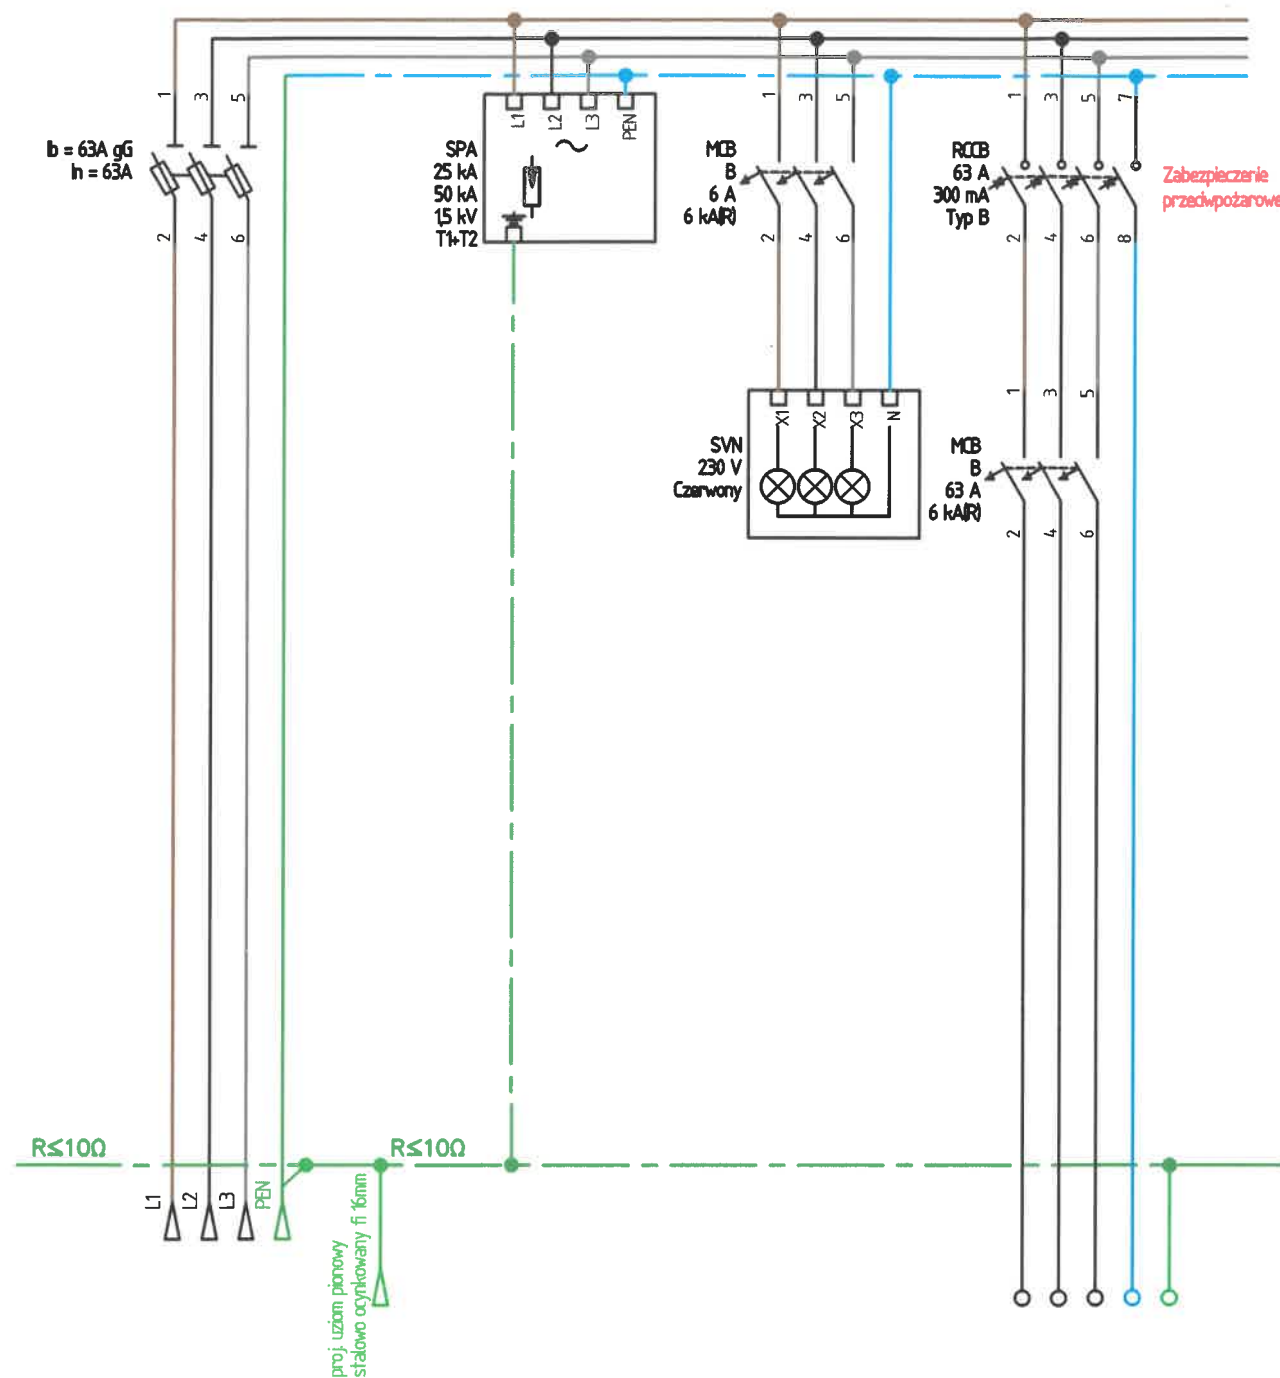 1 3 5
Ib = 63A gG
In = 63A
2 4 6
L1 L2 L3 PEN
SPA
25 kA
50 kA
1,5 kV
T1+T2
1 3 5
MCB
B
6 A
6 kA(R)
2 4 6
1 3 5 7
RCCB
63 A
300 mA
Typ B
2 4 6 8
Zabezpieczenie
przeciwpożarowe
X1 X2 X3 N
SVN
230 V
Czerwony
1 3 5
MCB
B
63 A
6 kA(R)
2 4 6
R≤10Ω
R≤10Ω
L1 L2 L3 PEN
proj. uziom pionowy
stalowo ocynkowany fi 16mm